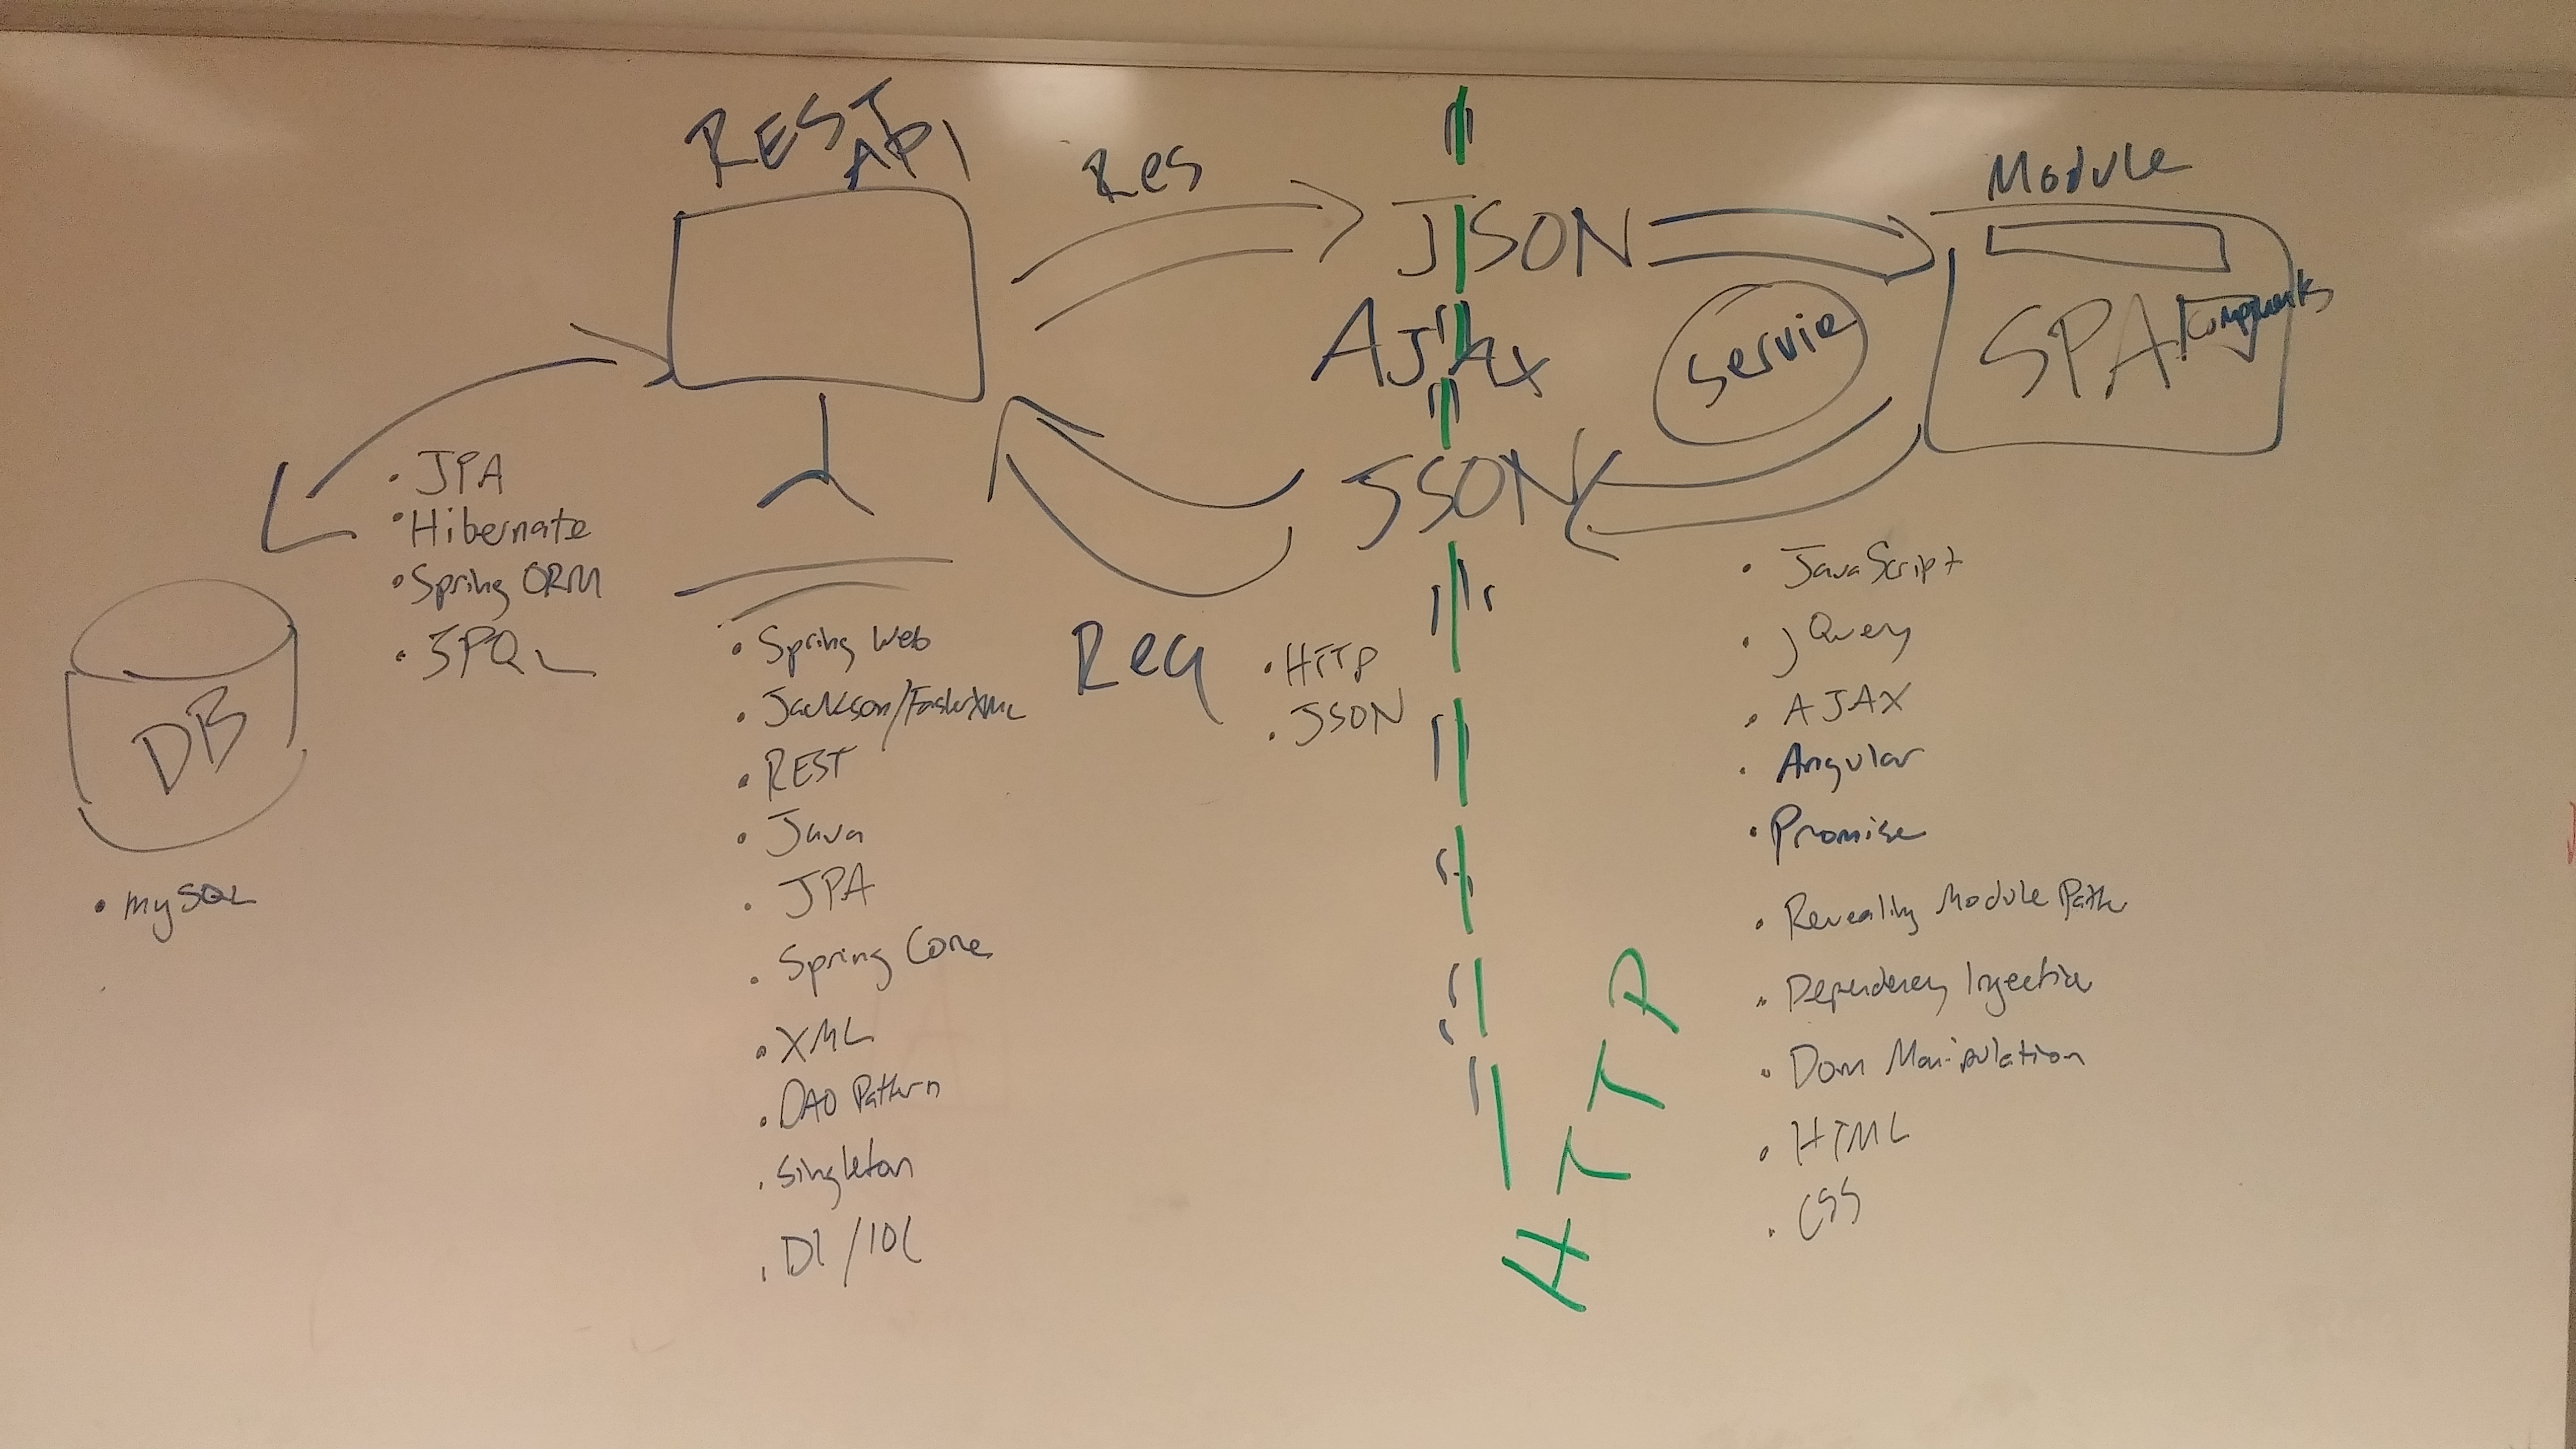 REST
API
Res
JSON
AJAX
JSON
Req
Module
SPA
Components
Servie
DB
• mySQL
• JPA
• Hibernate
• Spring ORM
• JPQL
• Spring Web
• Jackson/FasterXML
• REST
• Java
• JPA
• Spring Core
• XML
• DAO Pattern
• Singleton
• DI/IOC
• HTTP
• JSON
HTTP
• JavaScript
• jQuery
• AJAX
• Angular
• Promise
• Revealing Module Pattern
• Dependency Injection
• Dom Manipulation
• HTML
• CSS